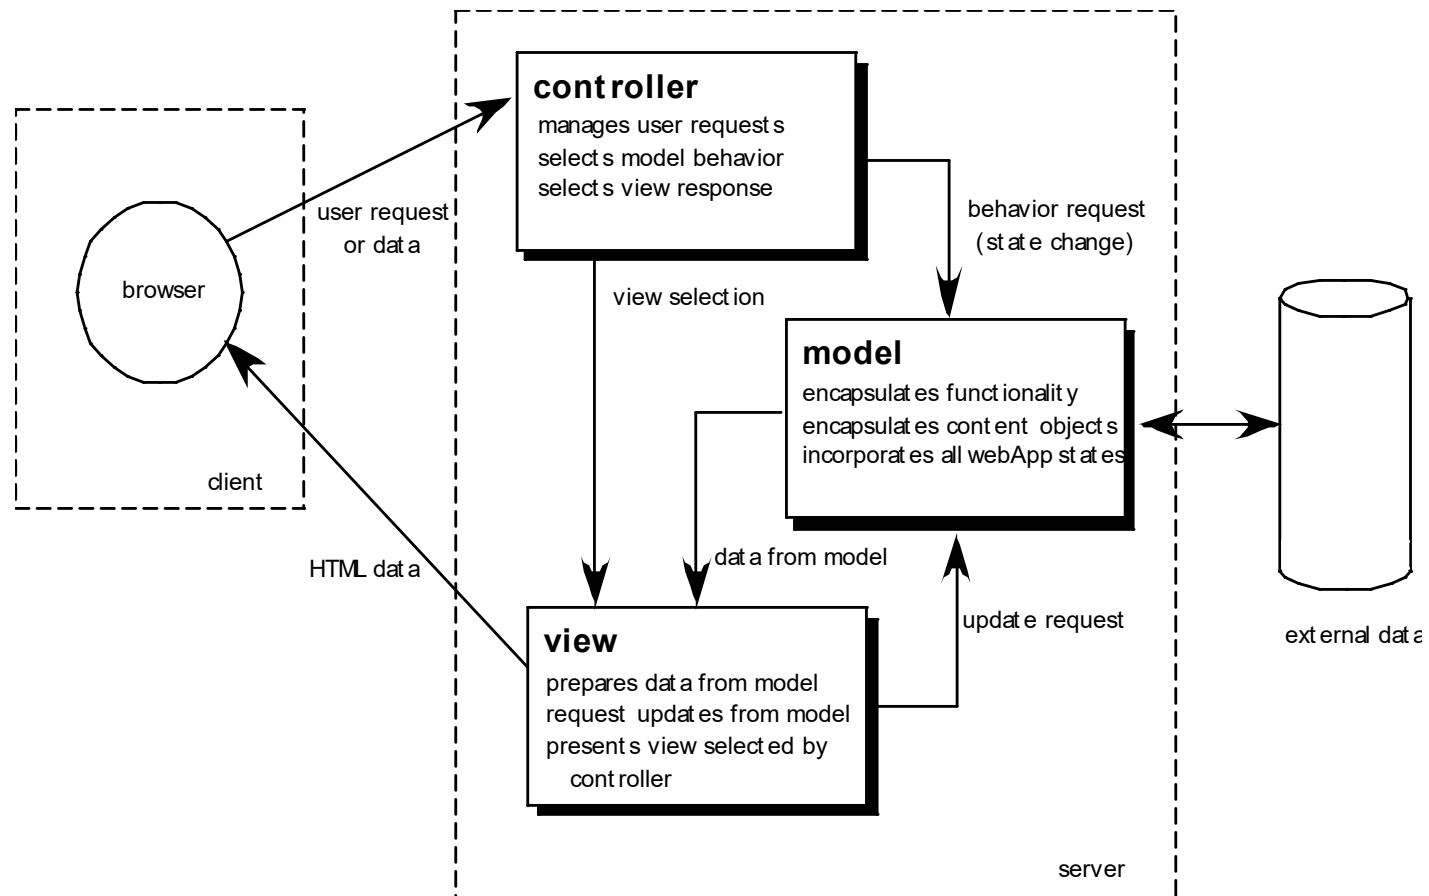 controller
manages user requests
selects model behavior
selects view response
user request
or data
behavior request
(state change)
browser
view selection
model
encapsulates functionality
encapsulates content objects
incorporates all webApp states
client
HTML data
data from model
update request
external data
view
prepares data from model
request updates from model
presents view selected by
controller
server